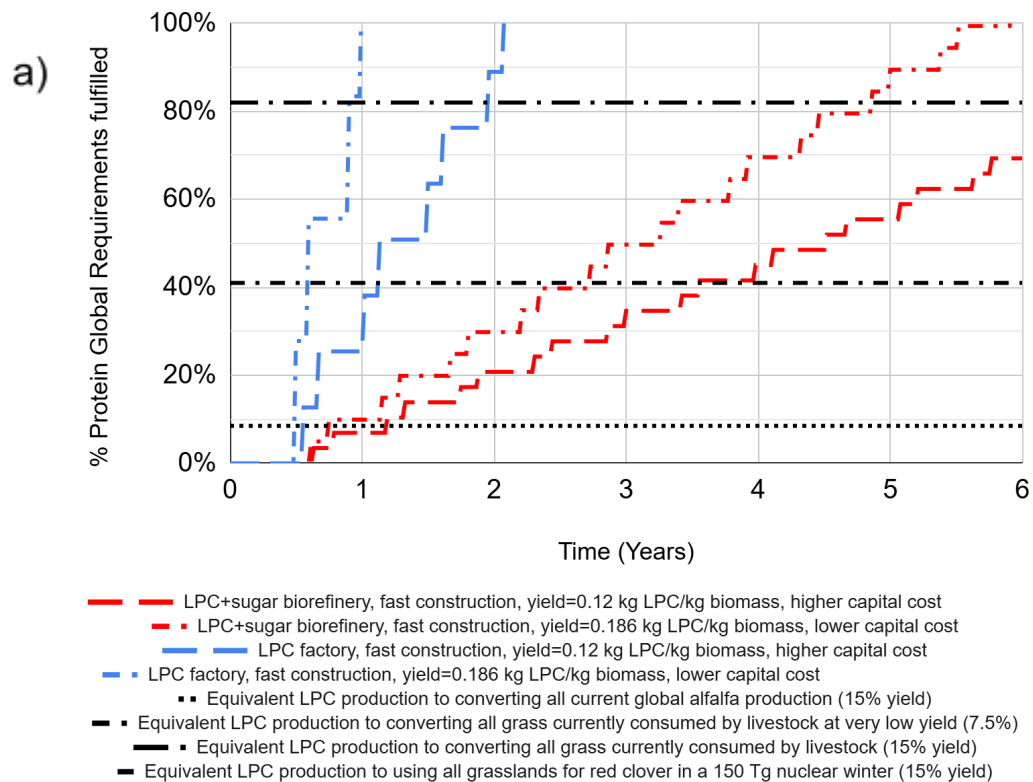 a)
% Protein Global Requirements fulfilled
100%
80%
60%
40%
20%
0%
0 1 2 3 4 5 6
Time (Years)
LPC+sugar biorefinery, fast construction, yield=0.12 kg LPC/kg biomass, higher capital cost
LPC+sugar biorefinery, fast construction, yield=0.186 kg LPC/kg biomass, lower capital cost
LPC factory, fast construction, yield=0.12 kg LPC/kg biomass, higher capital cost
LPC factory, fast construction, yield=0.186 kg LPC/kg biomass, lower capital cost
Equivalent LPC production to converting all current global alfalfa production (15% yield)
Equivalent LPC production to converting all grass currently consumed by livestock at very low yield (7.5%)
Equivalent LPC production to converting all grass currently consumed by livestock (15% yield)
Equivalent LPC production to using all grasslands for red clover in a 150 Tg nuclear winter (15% yield)